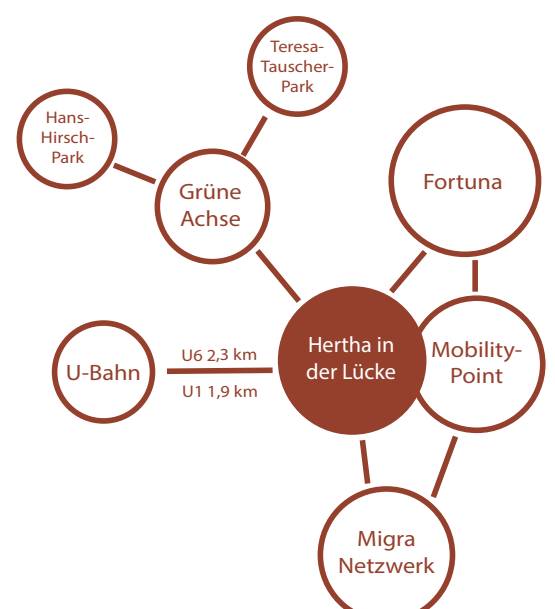 Teresa-
Tauscher-
Park
Hans-
Hirsch-
Park
Grüne
Achse
Fortuna
Hertha in
der Lücke
Mobility-
Point
U-Bahn
U6 2,3 km
U1 1,9 km
Migra
Netzwerk